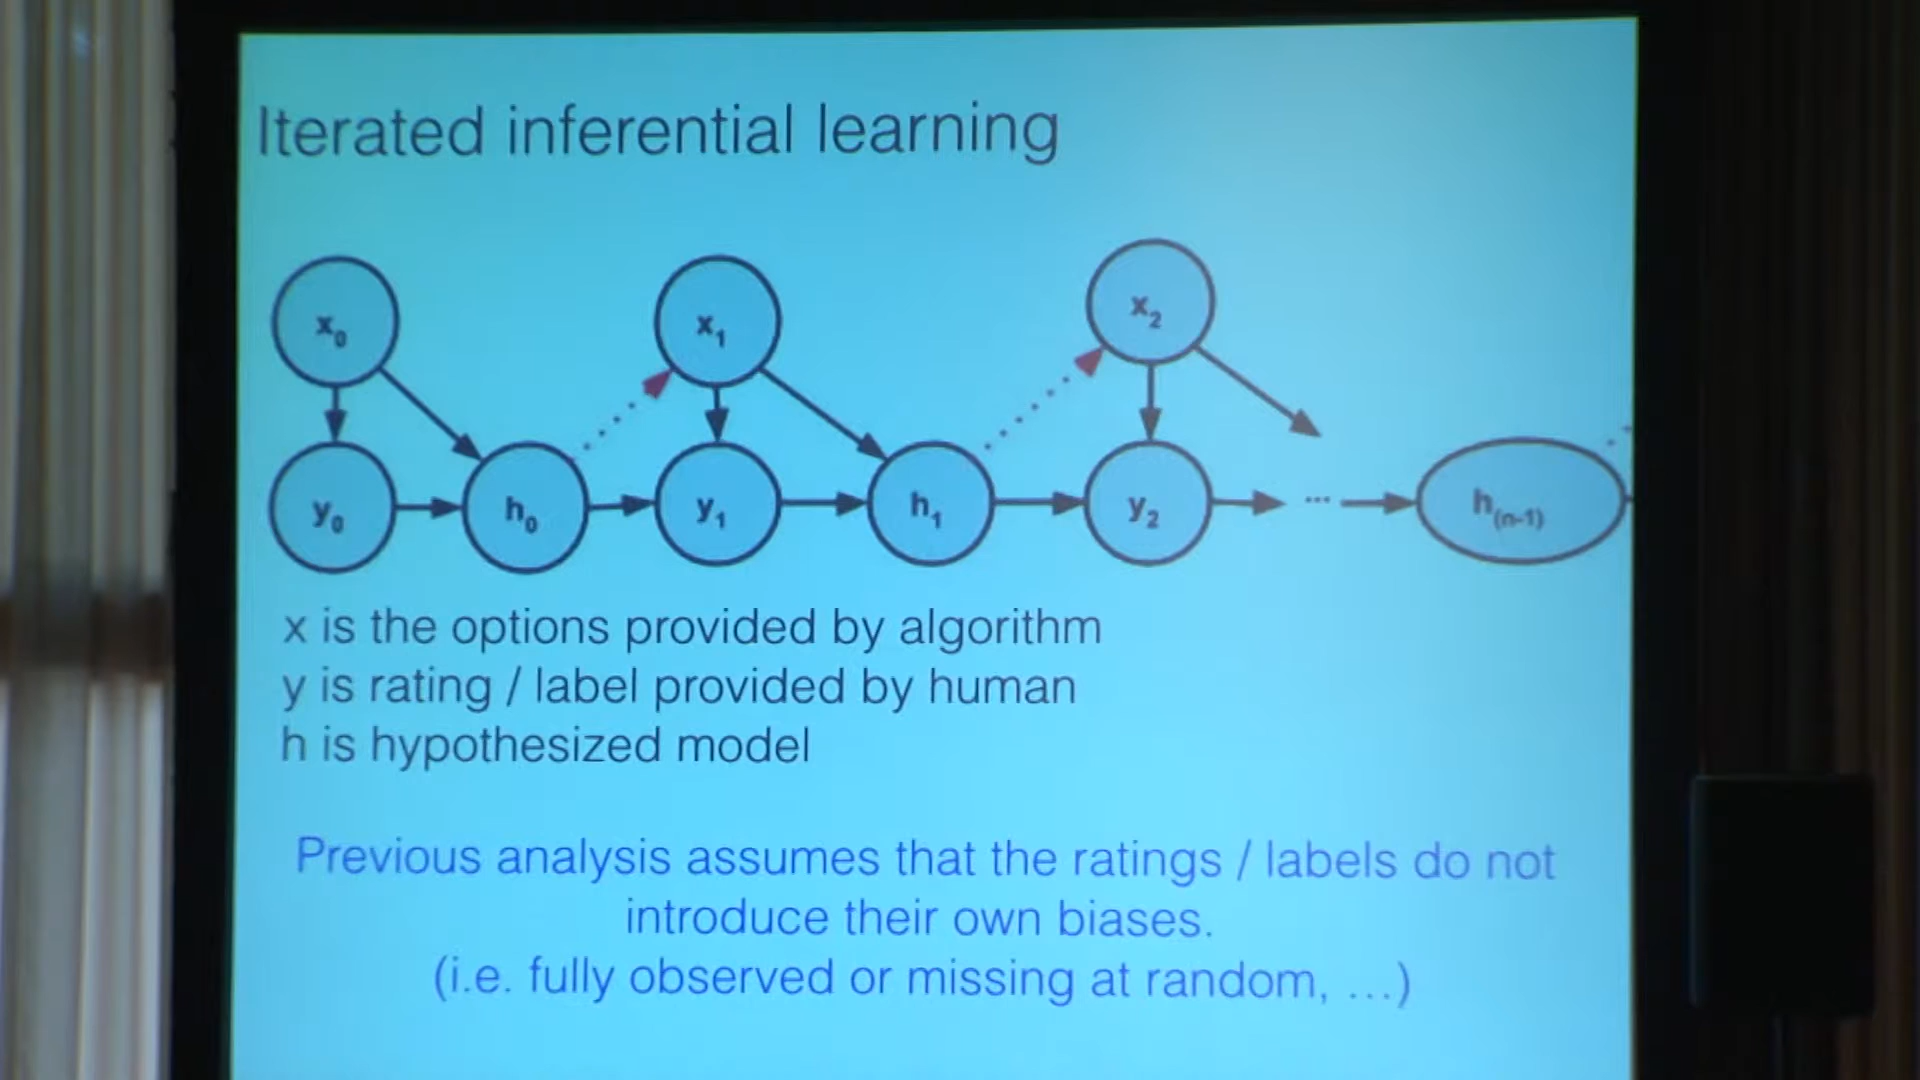 Iterated inferential learning
x₀
x₁
x₂
y₀
h₀
y₁
h₁
y₂
...
h₍ₙ₋₁₎
x is the options provided by algorithm
y is rating / label provided by human
h is hypothesized model
Previous analysis assumes that the ratings / labels do not
introduce their own biases.
(i.e. fully observed or missing at random, ...)